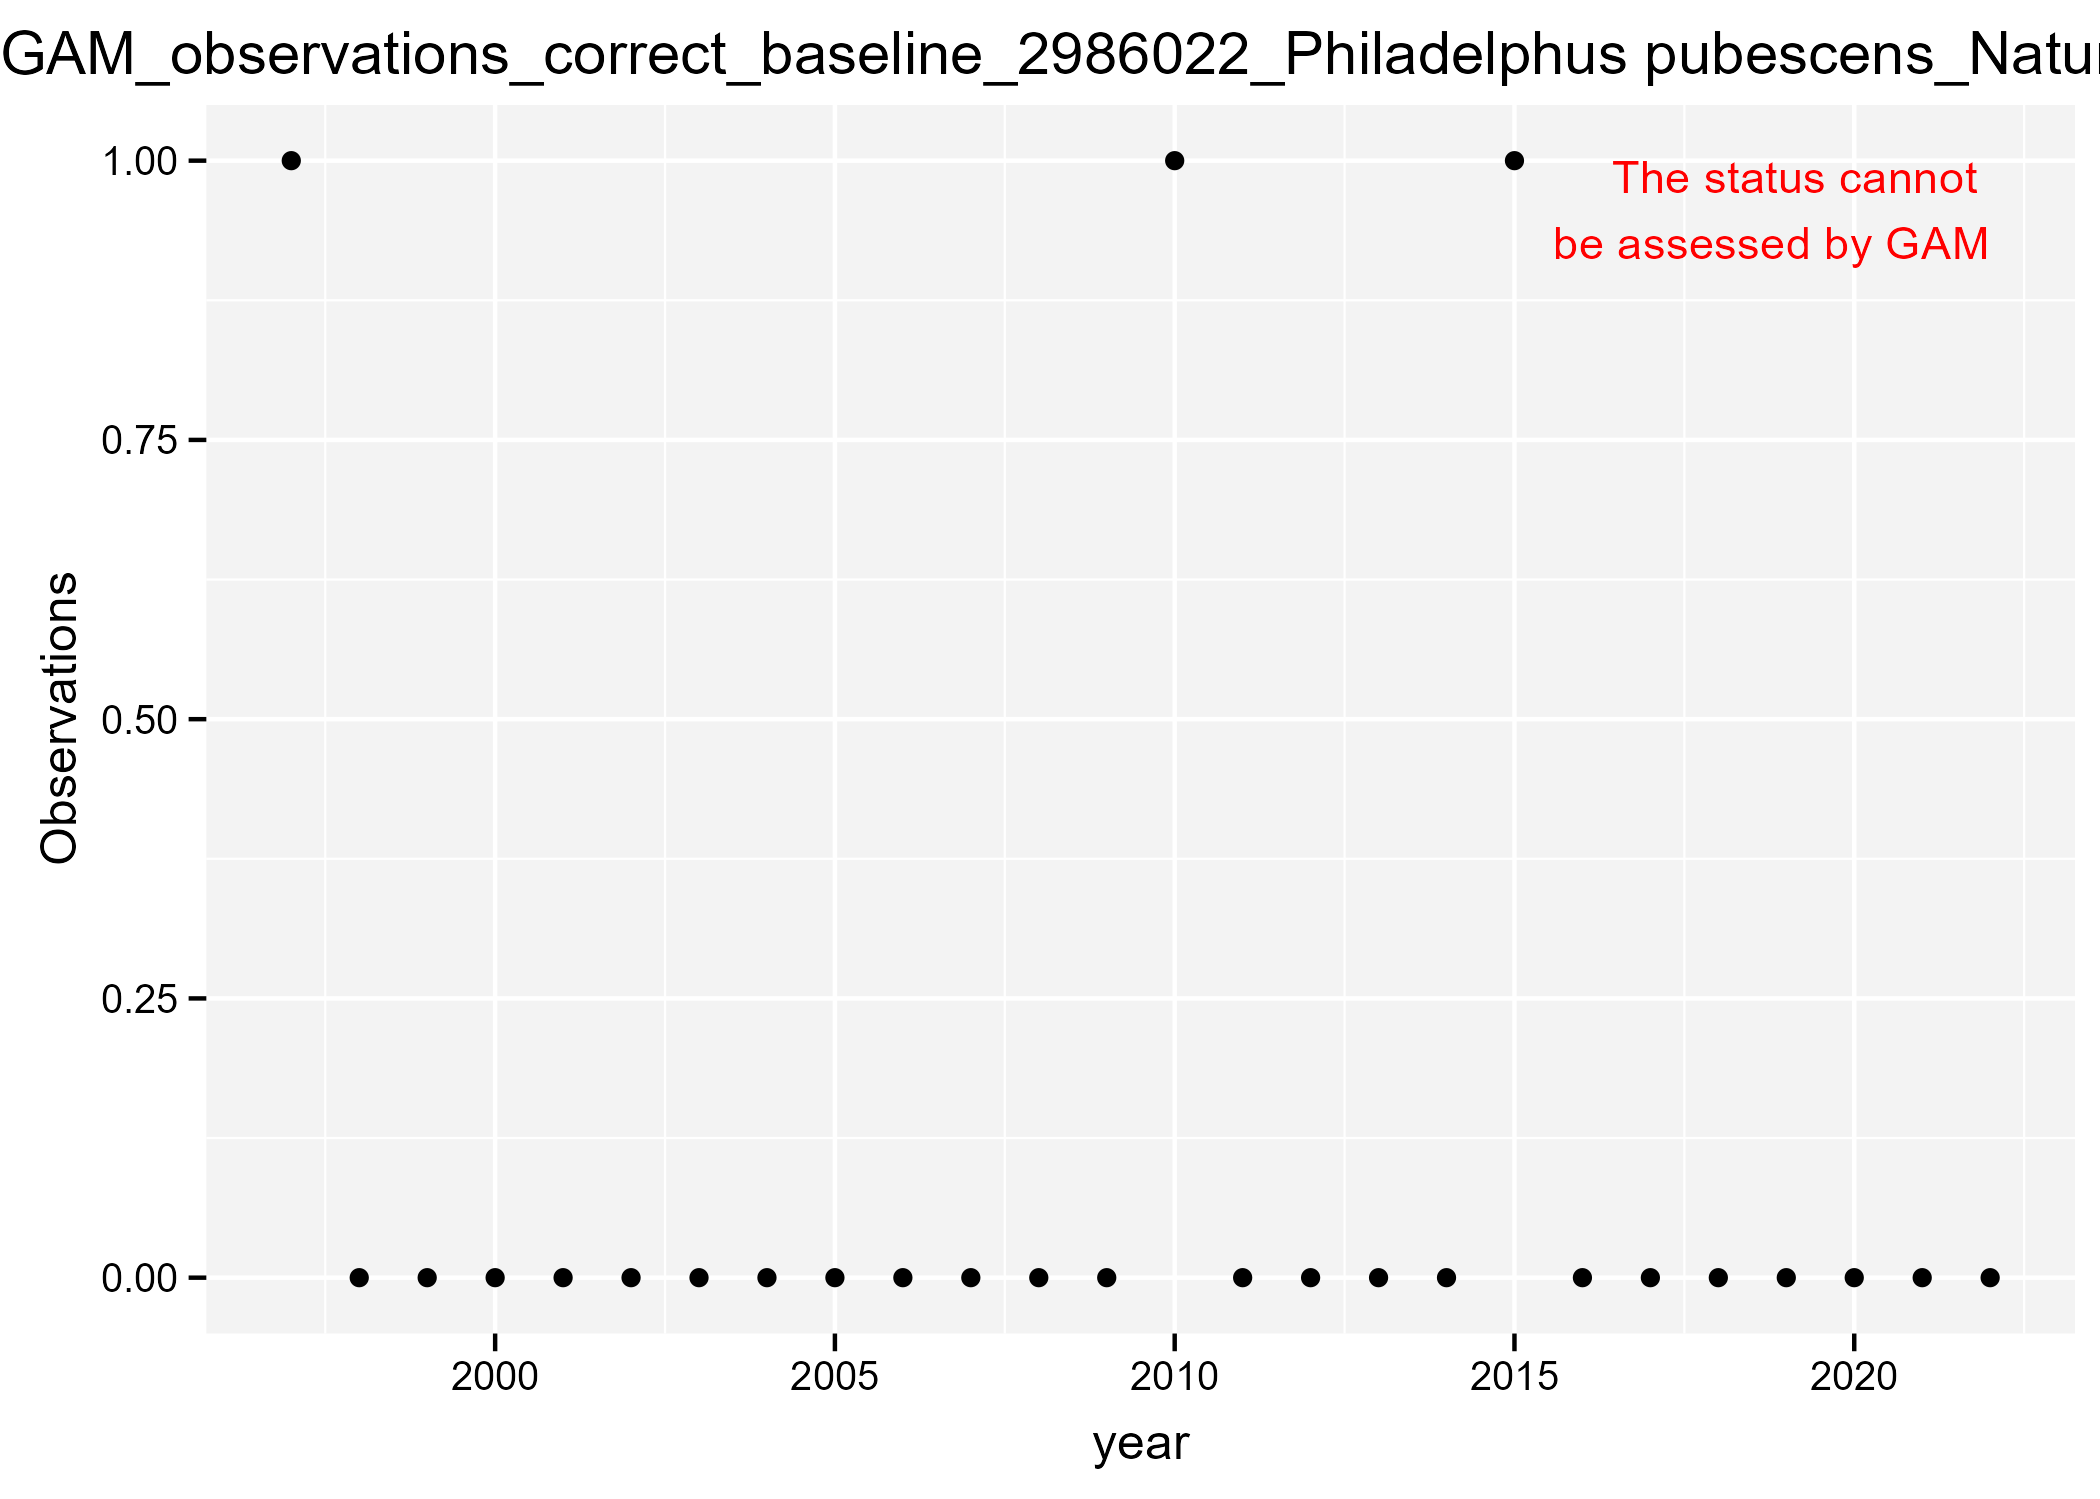 GAM_observations_correct_baseline_2986022_Philadelphus pubescens_Natu
1.00
The status cannot
be assessed by GAM
0.75
0.50
0.25
0.00
Observations
2000 2005 2010 2015 2020
year